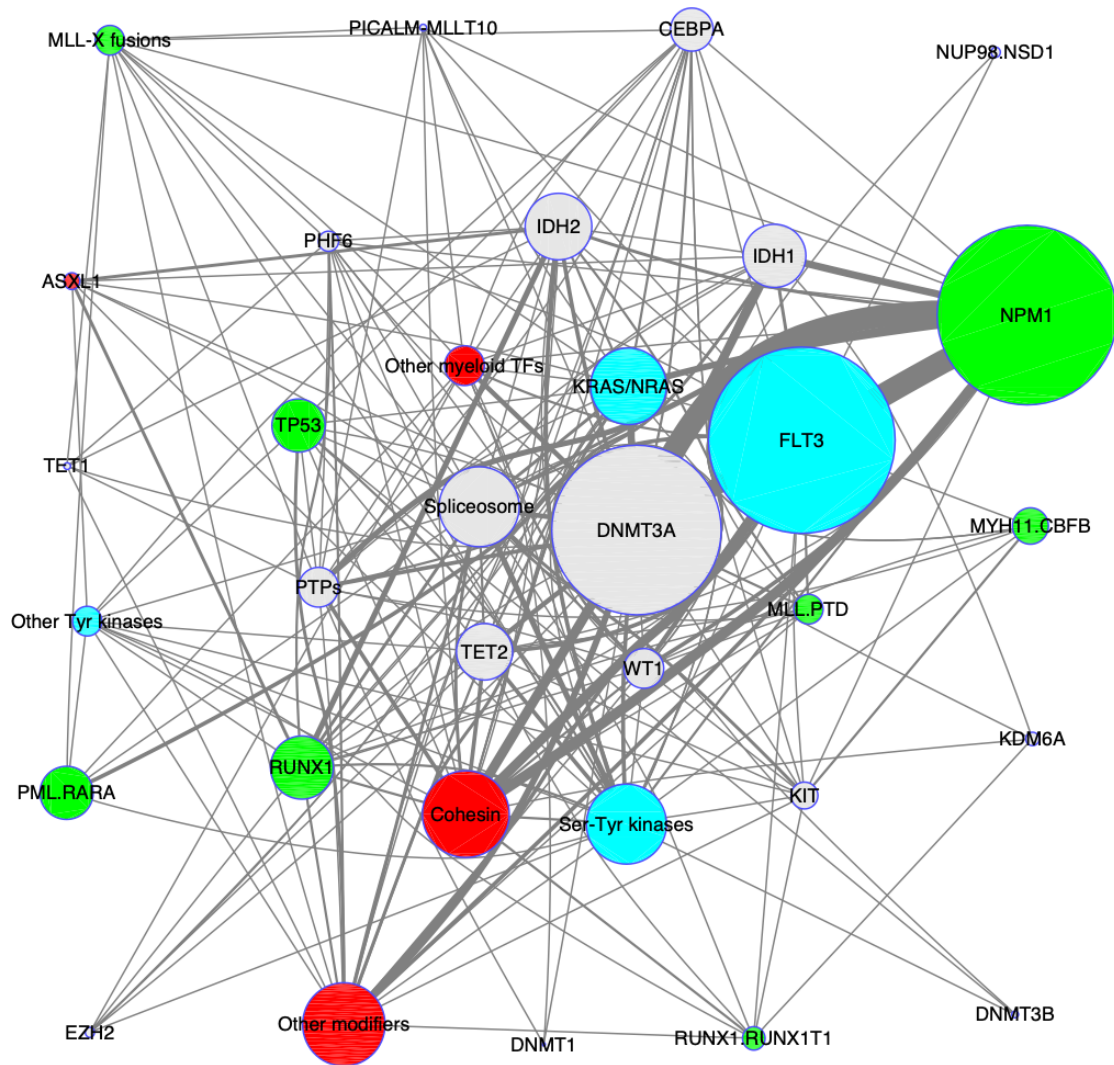 PICALM-MLLT10
CEBPA
MLL-X fusions
NUP98.NSD1
IDH2
PHF6
IDH1
ASXL1
NPM1
Other myeloid TFs
KRAS/NRAS
TP53
FLT3
TET1
Spliceosome
DNMT3A
MYH11.CBFB
PTPs
MLL.PTD
Other Tyr kinases
TET2
WT1
KDM6A
RUNX1
PML.RARA
KIT
Cohesin
Ser-Tyr kinases
DNMT3B
Other modifiers
EZH2
DNMT1
RUNX1.RUNX1T1